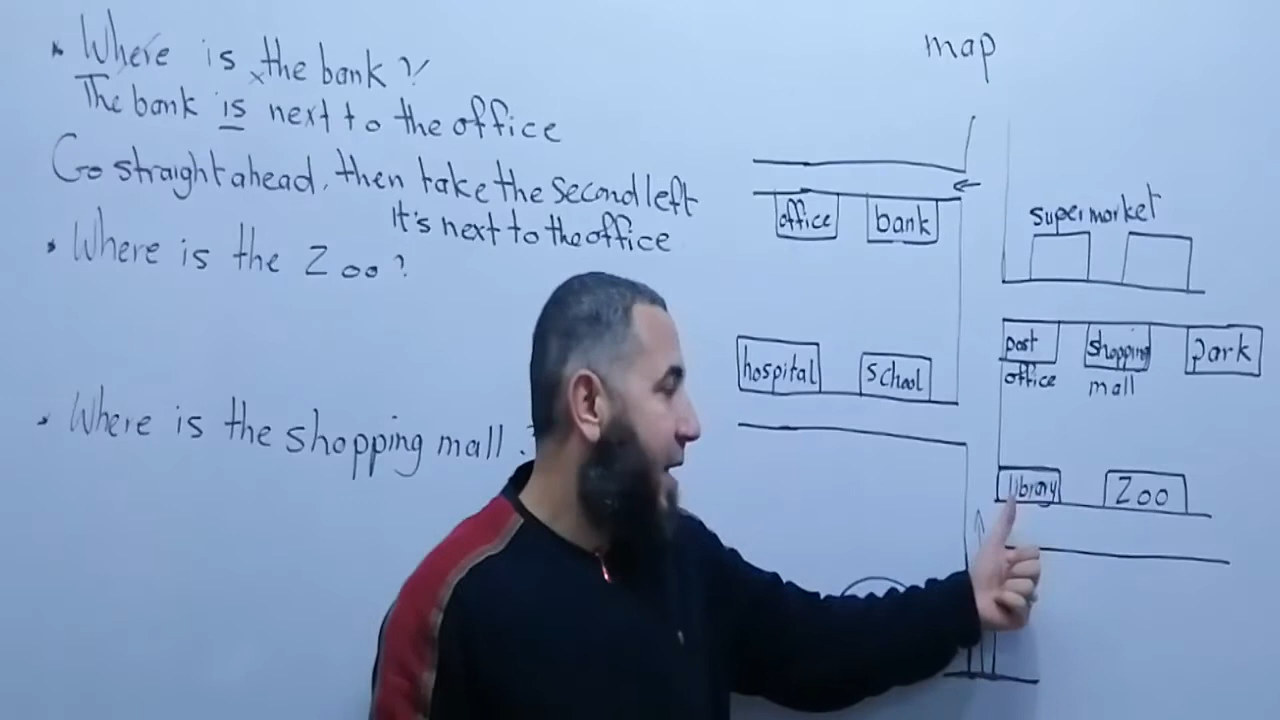 Where is the bank?
The bank is next to the office
Go straight ahead, then take the second left
It's next to the office
Where is the Zoo?
Where is the shopping mall ?
map
office
bank
supermarket
hospital
school
post office
shopping mall
park
library
Zoo